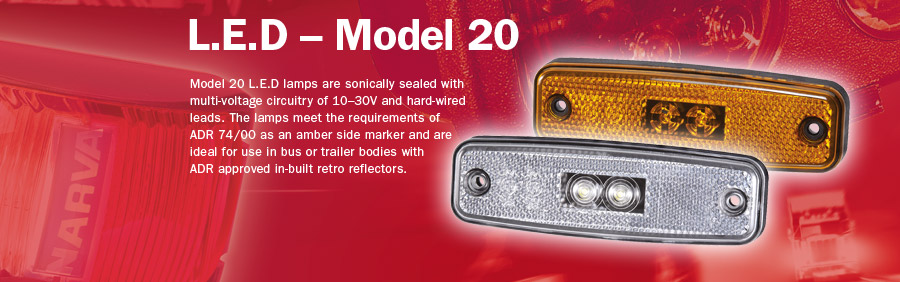 L.E.D – Model 20
Model 20 L.E.D lamps are sonically sealed with
multi-voltage circuitry of 10–30V and hard-wired
leads. The lamps meet the requirements of
ADR 74/00 as an amber side marker and are
ideal for use in bus or trailer bodies with
ADR approved in-built retro reflectors.
NARVA